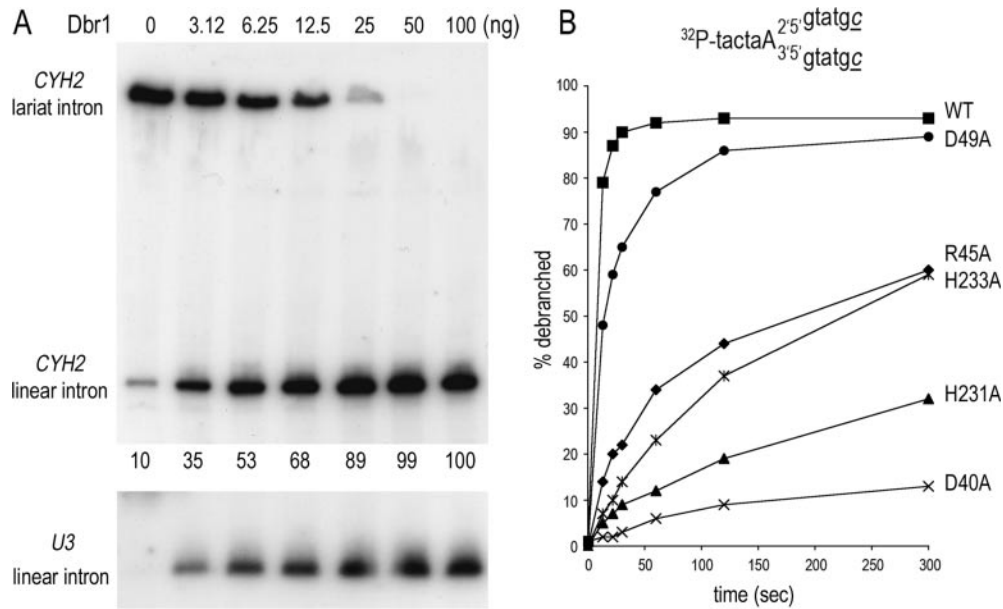 A
Dbr1 0 3.12 6.25 12.5 25 50 100 (ng)
CYH2
lariat intron
CYH2
linear intron
10 35 53 68 89 99 100
U3
linear intron
B
32P-tactaA 2'5' gtatgc
3'5' gtatgc
100
90
80
70
60
50
40
30
20
10
0
% debranched
WT
D49A
R45A
H233A
H231A
D40A
0 50 100 150 200 250 300
time (sec)